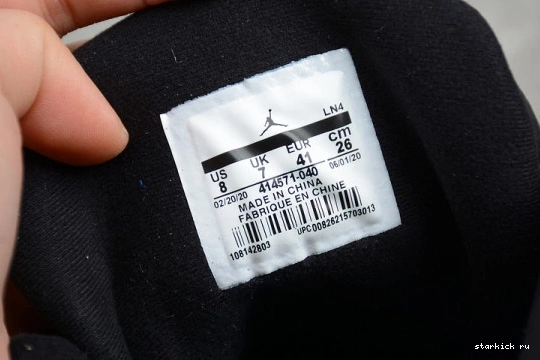 LN4
US UK EUR cm
8 7 41 26
02/20/20 414571-040 06/01/20
MADE IN CHINA
FABRIQUE EN CHINE
108142803 UPC00826215703013
starkick ru